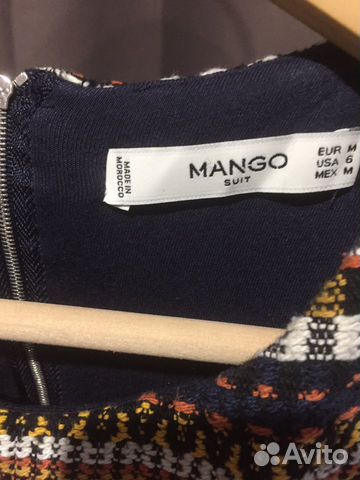 MADE IN
MOROCCO
MANGO
SUIT
EUR M
USA 6
MEX M
Avito